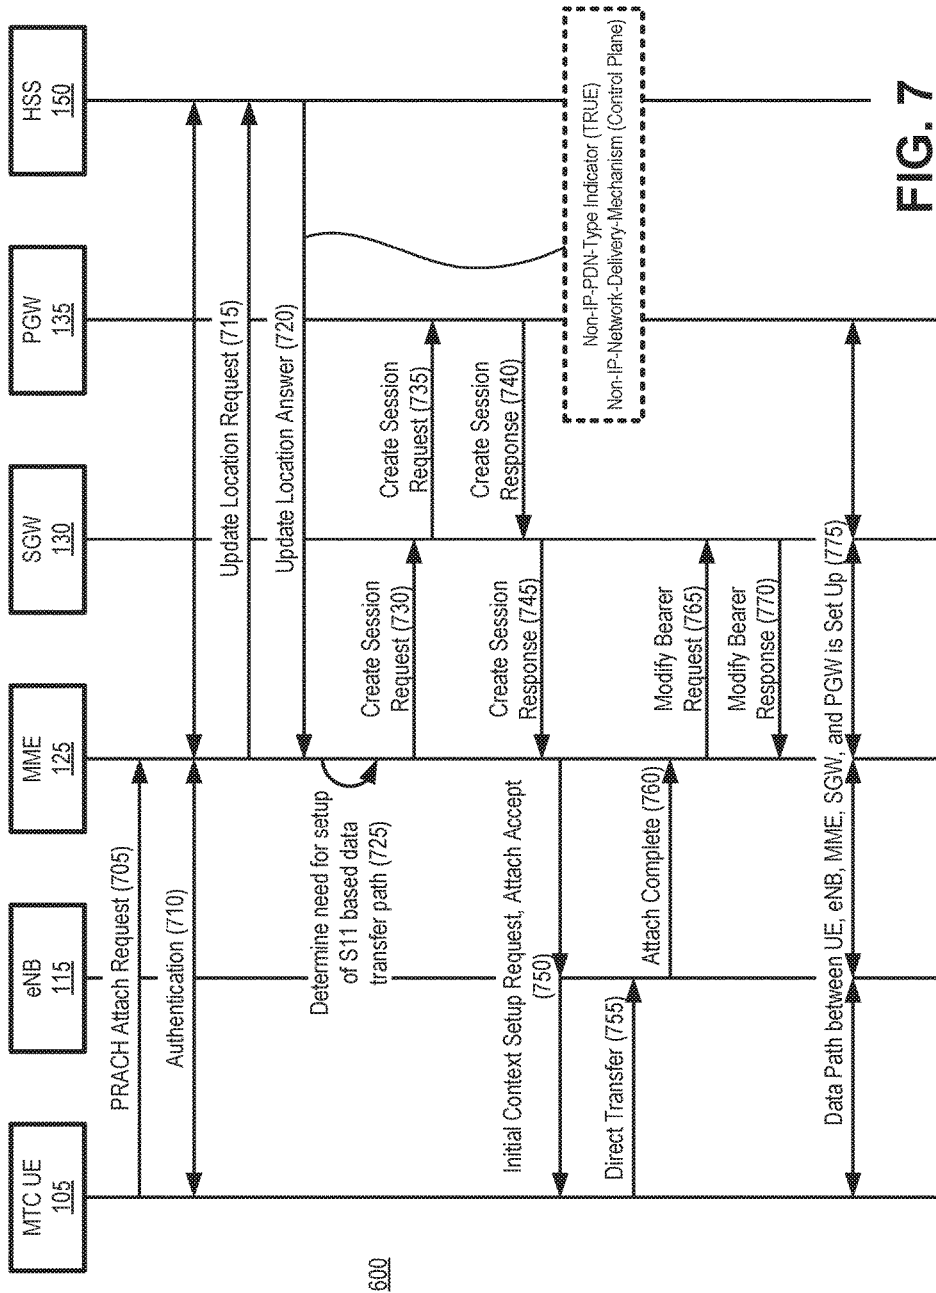 MTC UE
105
eNB
115
MME
125
SGW
130
PGW
135
HSS
150
PRACH Attach Request (705)
Authentication (710)
Update Location Request (715)
Update Location Answer (720)
Determine need for setup
of S11 based data
transfer path (725)
Create Session
Request (730)
Create Session
Request (735)
Create Session
Response (740)
Create Session
Response (745)
Initial Context Setup Request, Attach Accept
(750)
Non-IP-PDN-Type Indicator (TRUE)
Non-IP-Network-Delivery-Mechanism (Control Plane)
Direct Transfer (755)
Attach Complete (760)
Modify Bearer
Request (765)
Modify Bearer
Response (770)
Data Path between UE, eNB, MME, SGW, and PGW is Set Up (775)
600
FIG. 7